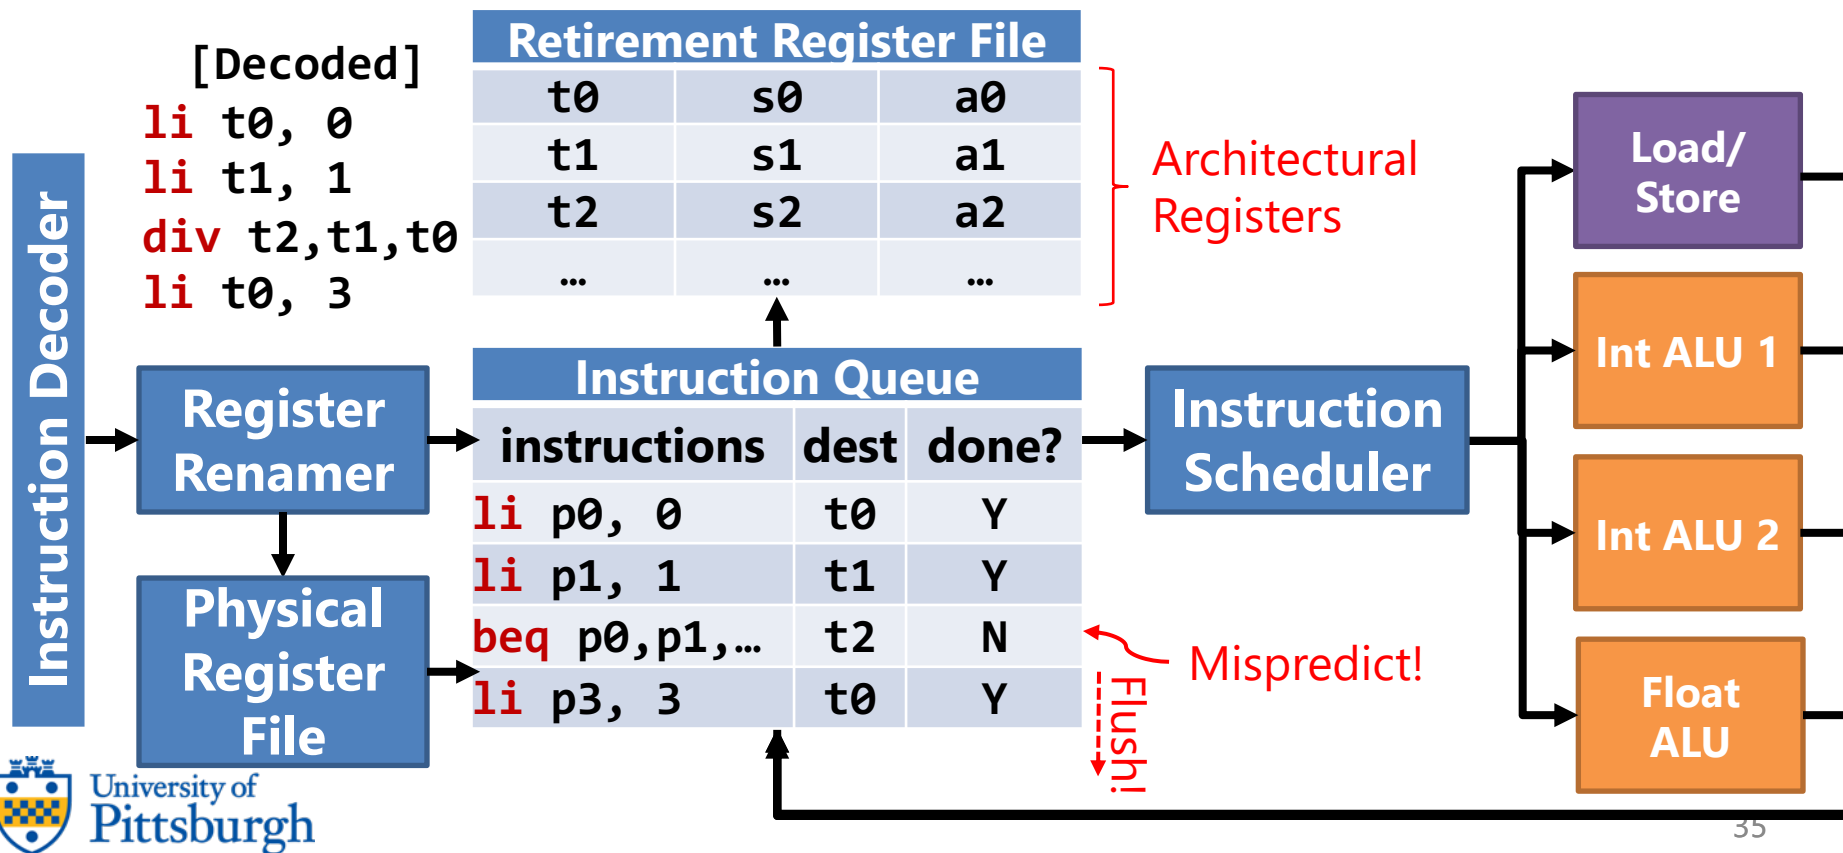 [Decoded]
li t0, 0
li t1, 1
div t2,t1,t0
li t0, 3
Instruction Decoder
Register
Renamer
Physical
Register
File
Retirement Register File
t0 s0 a0
t1 s1 a1
t2 s2 a2
… … …
Architectural
Registers
Instruction Queue
instructions dest done?
li p0, 0 t0 Y
li p1, 1 t1 Y
beq p0,p1,… t2 N
li p3, 3 t0 Y
Mispredict!
Flush!
Instruction
Scheduler
Load/
Store
Int ALU 1
Int ALU 2
Float
ALU
University of
Pittsburgh
35